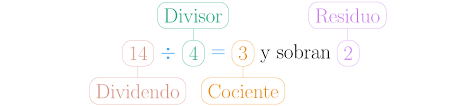 Divisor Residuo
14 ÷ 4 = 3 y sobran 2
Dividendo Cociente